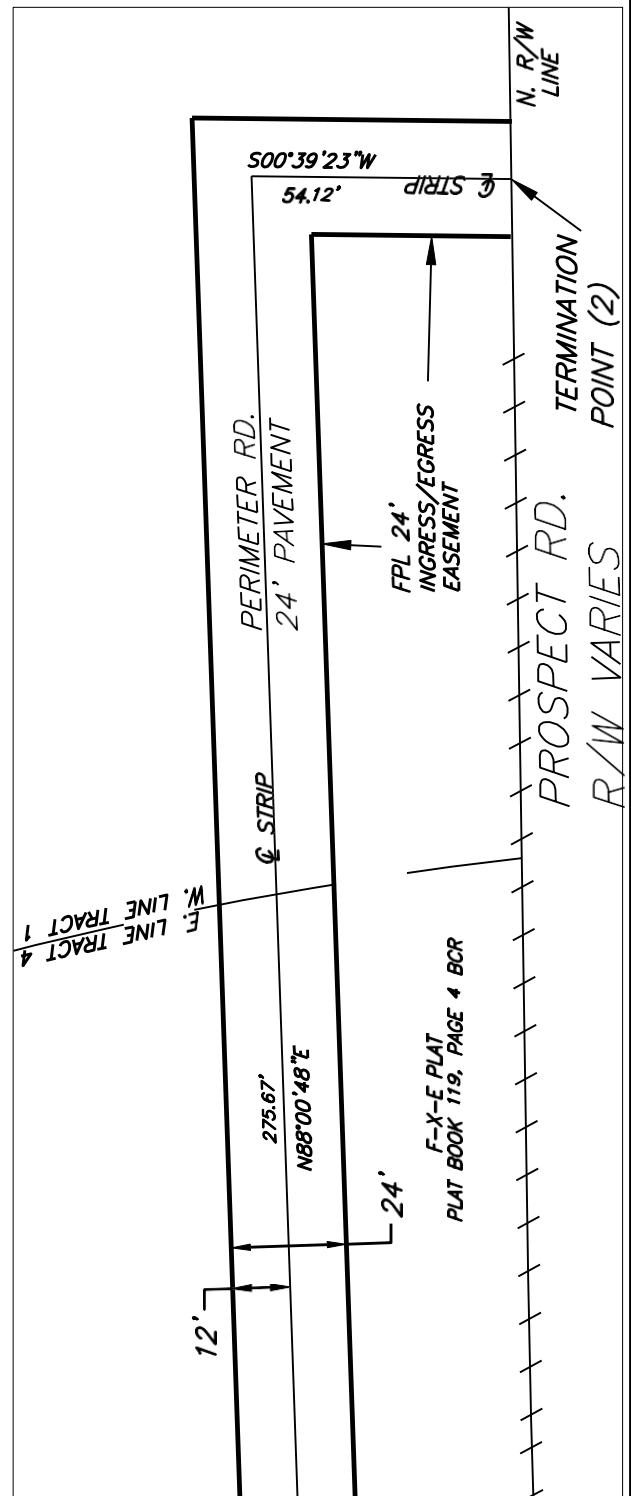 N. R/W
LINE
S00°39'23"W
54.12'
℄ STRIP
TERMINATION
POINT (2)
PERIMETER RD.
24' PAVEMENT
FPL 24'
INGRESS/EGRESS
EASEMENT
PROSPECT RD.
R/W VARIES
℄ STRIP
W. LINE TRACT 1
E. LINE TRACT 4
275.67'
N88°00'48"E
F-X-E PLAT
PLAT BOOK 119, PAGE 4 BCR
24'
12'